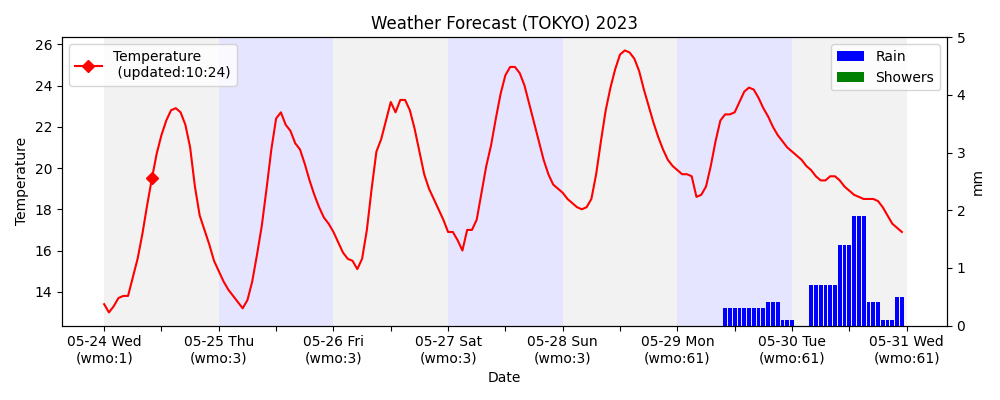 Weather Forecast (TOKYO) 2023
Temperature
(updated:10:24)
Rain
Showers
26
24
22
20
18
16
14
Temperature
5
4
3
2
1
0
mm
05-24 Wed
(wmo:1)
05-25 Thu
(wmo:3)
05-26 Fri
(wmo:3)
05-27 Sat
(wmo:3)
05-28 Sun
(wmo:3)
05-29 Mon
(wmo:61)
05-30 Tue
(wmo:61)
05-31 Wed
(wmo:61)
Date